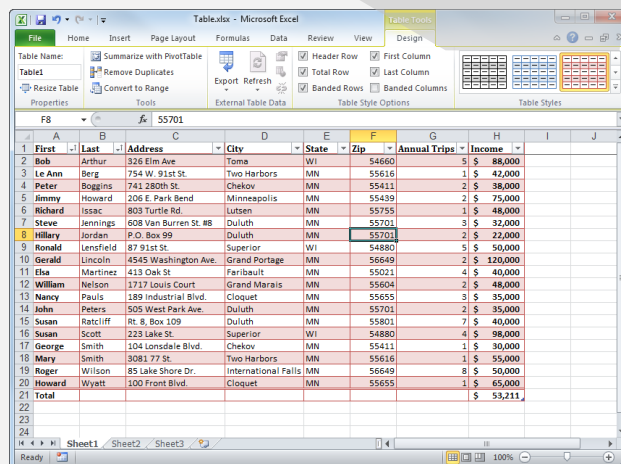 Table.xlsx - Microsoft Excel
Table Tools
File Home Insert Page Layout Formulas Data Review View Design
Table Name:
Table1
Resize Table
Properties
Summarize with PivotTable
Remove Duplicates
Convert to Range
Tools
Export Refresh
External Table Data
Header Row First Column
Total Row Last Column
Banded Rows Banded Columns
Table Style Options
Table Styles
F8 fx 55701
A B C D E F G H I J
1 First Last Address City State Zip Annual Trips Income
2 Bob Arthur 326 Elm Ave Toma WI 54660 5 $ 88,000
3 Le Ann Berg 754 W. 91st St. Two Harbors MN 55616 1 $ 42,000
4 Peter Boggins 741 280th St. Chekov MN 55411 2 $ 38,000
5 Jimmy Howard 206 E. Park Bend Minneapolis MN 55439 2 $ 75,000
6 Richard Issac 803 Turtle Rd. Lutsen MN 55755 1 $ 48,000
7 Steve Jennings 608 Van Burren St. #8 Duluth MN 55701 3 $ 32,000
8 Hillary Jordan P.O. Box 99 Duluth MN 55701 2 $ 22,000
9 Ronald Lensfield 87 91st St. Superior WI 54880 5 $ 50,000
10 Gerald Lincoln 4545 Washington Ave. Grand Portage MN 56649 2 $ 120,000
11 Elsa Martinez 413 Oak St Faribault MN 55021 4 $ 40,000
12 William Nelson 1717 Louis Court Grand Marais MN 55604 2 $ 48,000
13 Nancy Pauls 189 Industrial Blvd. Cloquet MN 55655 3 $ 35,000
14 John Peters 505 West Park Ave. Duluth MN 55701 2 $ 35,000
15 Susan Ratcliff Rt. 8, Box 109 Duluth MN 55801 7 $ 40,000
16 Susan Scott 223 Lake St. Superior WI 54880 4 $ 98,000
17 George Smith 104 Lonsdale Blvd. Chekov MN 55411 1 $ 30,000
18 Mary Smith 3081 77 St. Two Harbors MN 55616 1 $ 55,000
19 Roger Wilson 85 Lake Shore Dr. International Falls MN 56649 8 $ 50,000
20 Howard Wyatt 100 Front Blvd. Cloquet MN 55655 1 $ 65,000
21 Total $ 53,211
22
23
24
Sheet1 Sheet2 Sheet3
Ready 100%